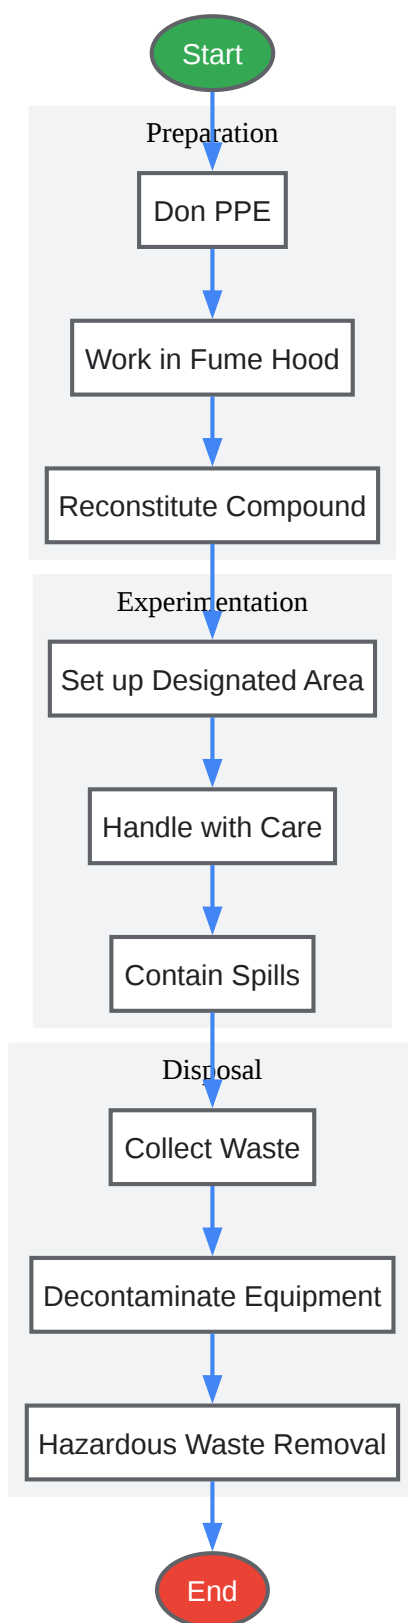 Start
Preparation
Don PPE
Work in Fume Hood
Reconstitute Compound
Experimentation
Set up Designated Area
Handle with Care
Contain Spills
Disposal
Collect Waste
Decontaminate Equipment
Hazardous Waste Removal
End